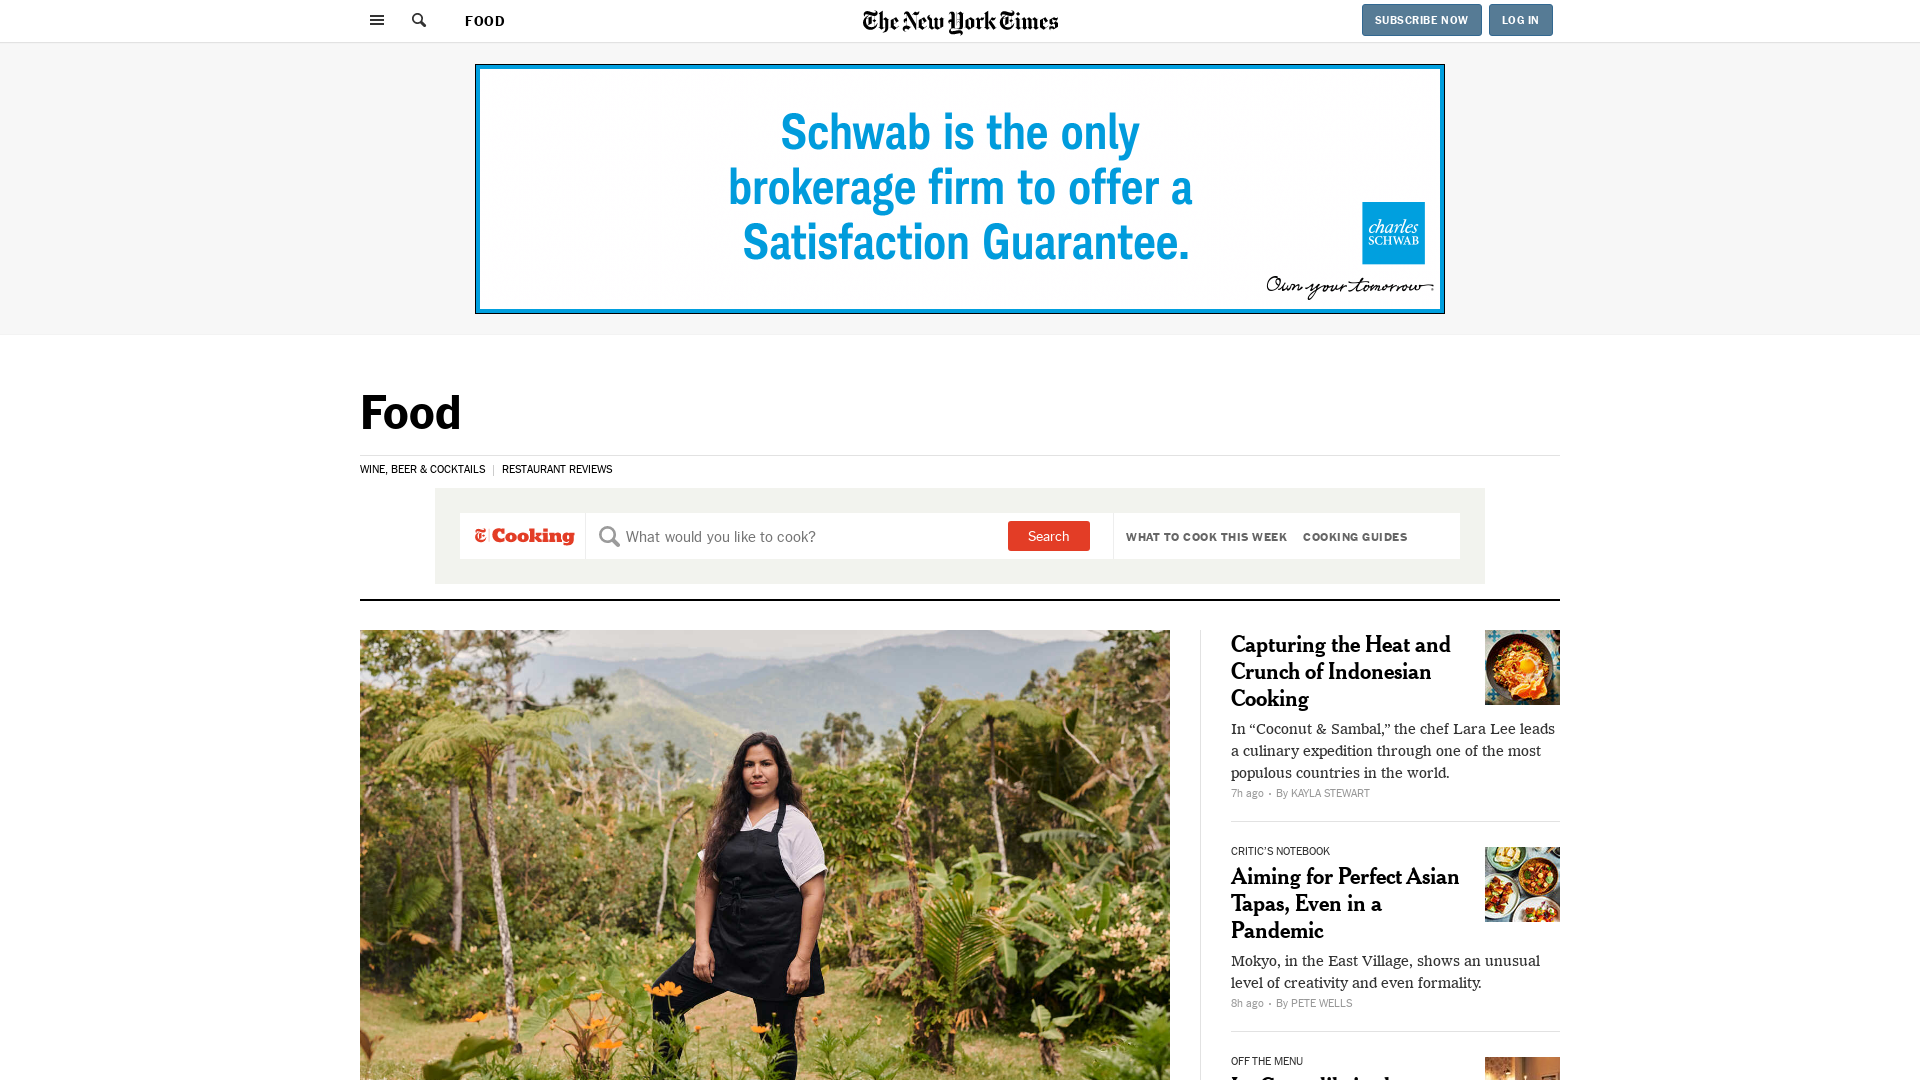 FOOD
The New York Times
SUBSCRIBE NOW
LOG IN
Schwab is the only
brokerage firm to offer a
Satisfaction Guarantee.
charles
SCHWAB
Own your tomorrow.
Food
WINE, BEER & COCKTAILS
RESTAURANT REVIEWS
T Cooking
What would you like to cook?
Search
WHAT TO COOK THIS WEEK
COOKING GUIDES
Capturing the Heat and
Crunch of Indonesian
Cooking
In “Coconut & Sambal,” the chef Lara Lee leads
a culinary expedition through one of the most
populous countries in the world.
7h ago • By KAYLA STEWART
CRITIC'S NOTEBOOK
Aiming for Perfect Asian
Tapas, Even in a
Pandemic
Mokyo, in the East Village, shows an unusual
level of creativity and even formality.
8h ago • By PETE WELLS
OFF THE MENU